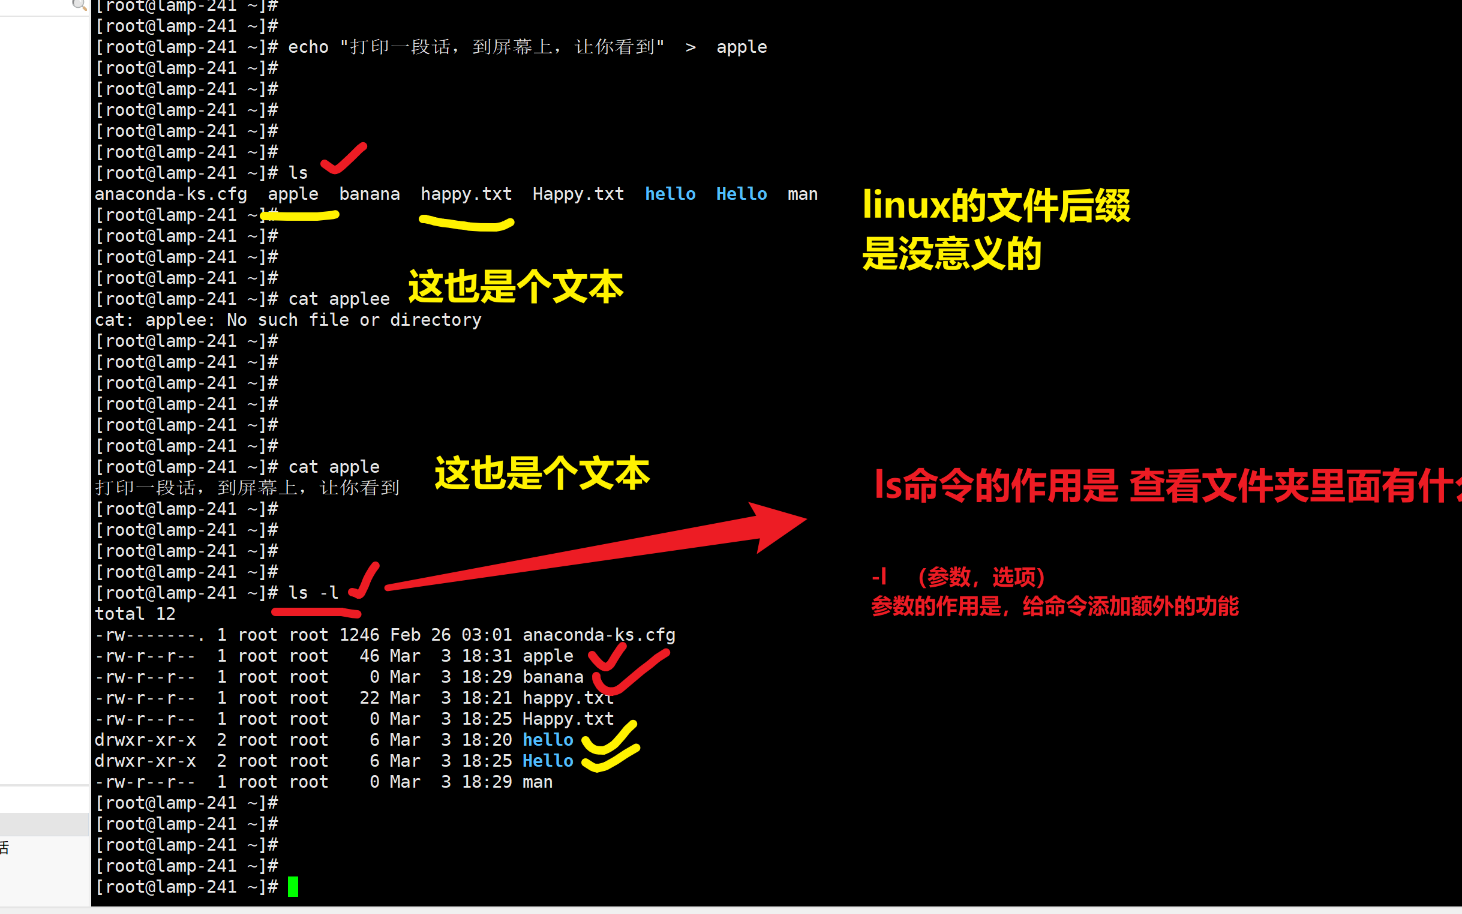 [root@lamp-241 ~]#
[root@lamp-241 ~]#
[root@lamp-241 ~]# echo "打印一段话，到屏幕上，让你看到"  >  apple
[root@lamp-241 ~]#
[root@lamp-241 ~]#
[root@lamp-241 ~]#
[root@lamp-241 ~]#
[root@lamp-241 ~]#
[root@lamp-241 ~]# ls
anaconda-ks.cfg  apple  banana  happy.txt  Happy.txt  hello  Hello  man
linux的文件后缀
是没意义的
[root@lamp-241 ~]#
[root@lamp-241 ~]#
[root@lamp-241 ~]#
[root@lamp-241 ~]#
[root@lamp-241 ~]# cat applee
这也是个文本
cat: applee: No such file or directory
[root@lamp-241 ~]#
[root@lamp-241 ~]#
[root@lamp-241 ~]#
[root@lamp-241 ~]#
[root@lamp-241 ~]#
[root@lamp-241 ~]#
[root@lamp-241 ~]# cat apple
这也是个文本
打印一段话，到屏幕上，让你看到
ls命令的作用是 查看文件夹里面有什
[root@lamp-241 ~]#
[root@lamp-241 ~]#
[root@lamp-241 ~]#
[root@lamp-241 ~]#
-l （参数，选项）
参数的作用是，给命令添加额外的功能
[root@lamp-241 ~]# ls -l
total 12
-rw-------. 1 root root 1246 Feb 26 03:01 anaconda-ks.cfg
-rw-r--r--  1 root root   46 Mar  3 18:31 apple
-rw-r--r--  1 root root    0 Mar  3 18:29 banana
-rw-r--r--  1 root root   22 Mar  3 18:21 happy.txt
-rw-r--r--  1 root root    0 Mar  3 18:25 Happy.txt
drwxr-xr-x  2 root root    6 Mar  3 18:20 hello
drwxr-xr-x  2 root root    6 Mar  3 18:25 Hello
-rw-r--r--  1 root root    0 Mar  3 18:29 man
[root@lamp-241 ~]#
[root@lamp-241 ~]#
[root@lamp-241 ~]#
[root@lamp-241 ~]#
[root@lamp-241 ~]#